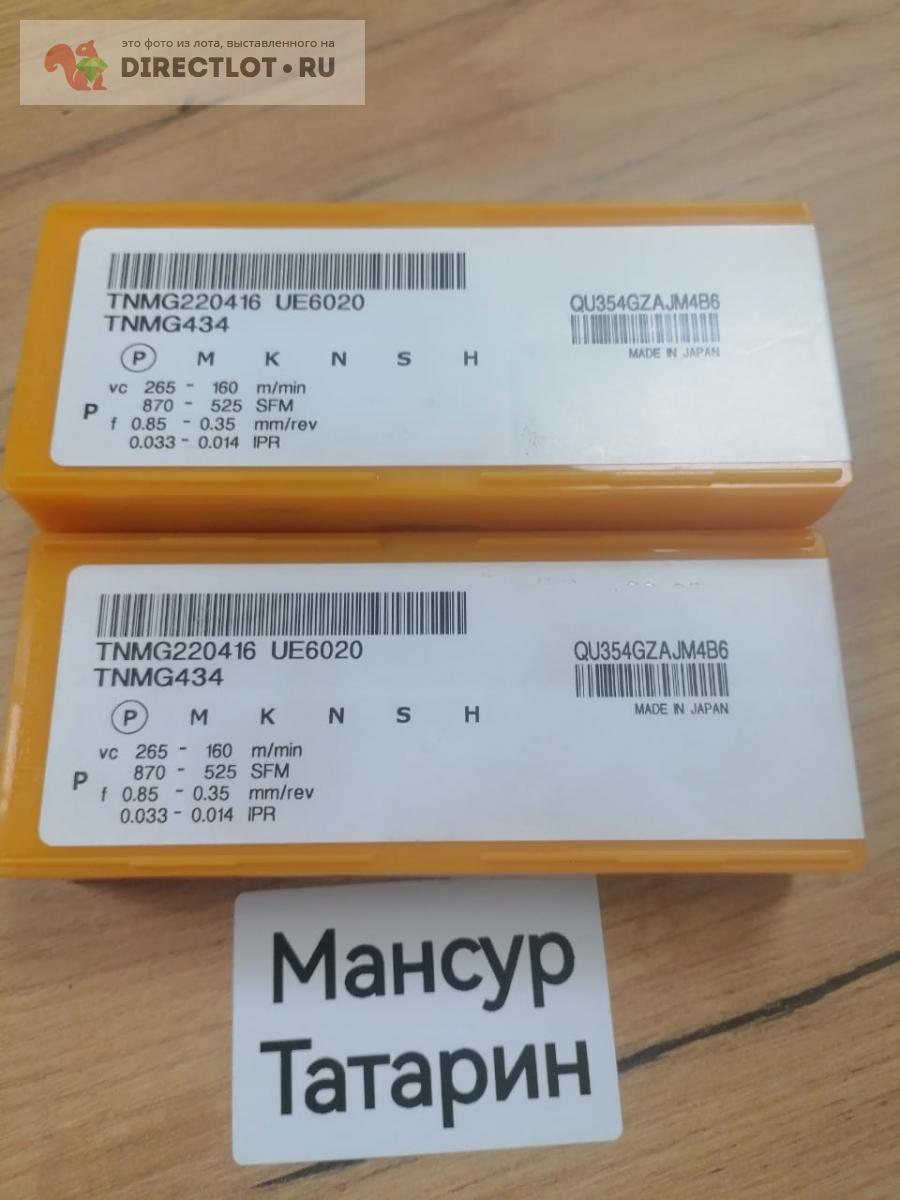 это фото из лота, выставленного на
DIRECTLOT•RU
TNMG220416 UE6020
TNMG434
QU354GZAJM4B6
MADE IN JAPAN
P M K N S H
vc 265 - 160 m/min
870 - 525 SFM
P
f 0.85 - 0.35 mm/rev
0.033 - 0.014 IPR
TNMG220416 UE6020
TNMG434
QU354GZAJM4B6
MADE IN JAPAN
P M K N S H
vc 265 - 160 m/min
870 - 525 SFM
P
f 0.85 - 0.35 mm/rev
0.033 - 0.014 IPR
Мансур
Татарин